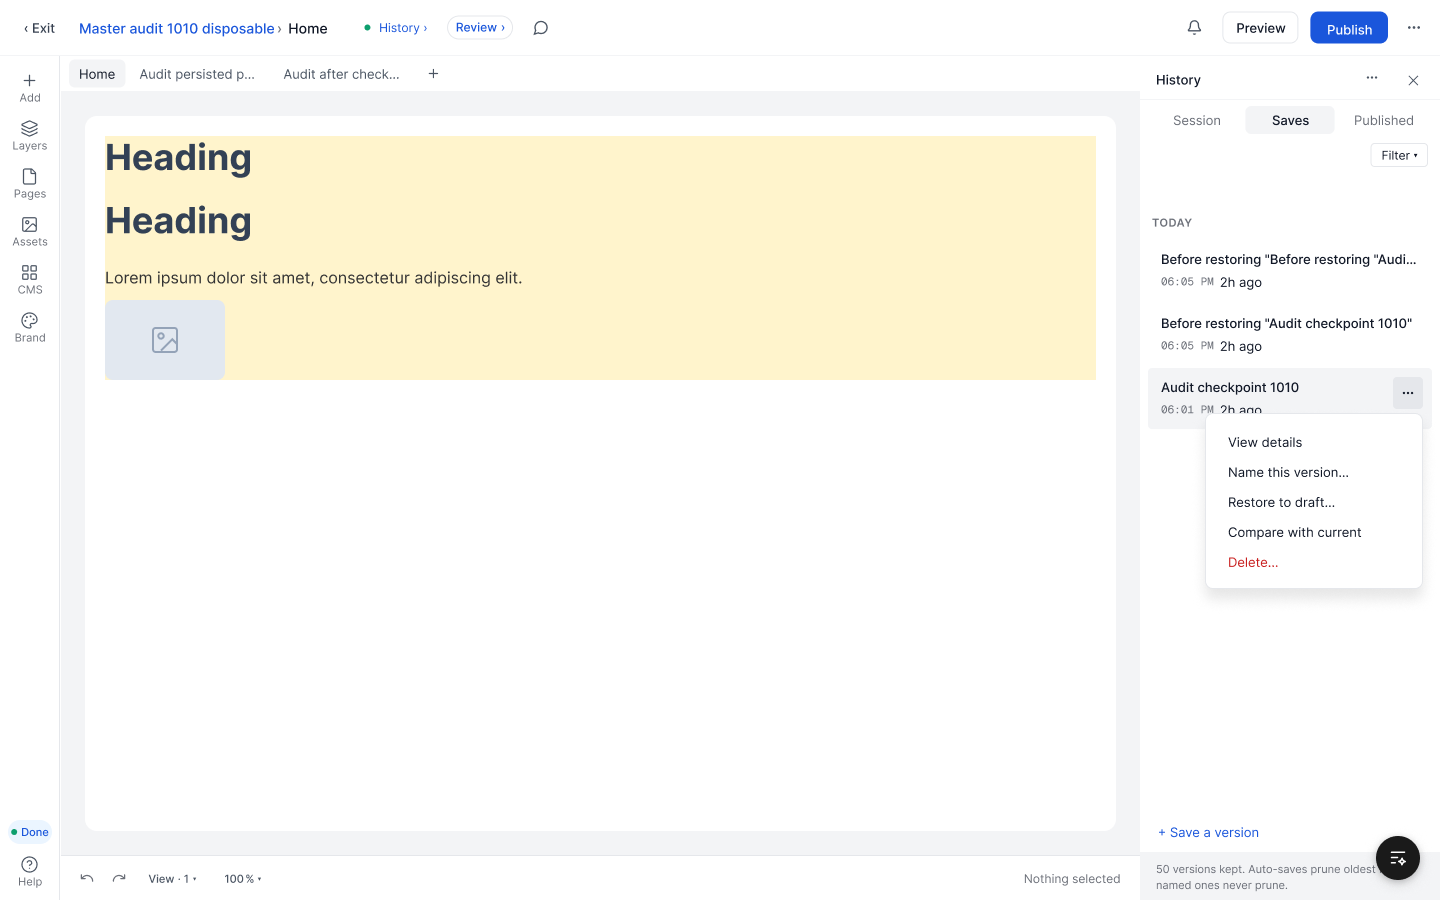 ‹ Exit
Master audit 1010 disposable › Home
History ›
Review ›
Preview
Publish
Add
Layers
Pages
Assets
CMS
Brand
Done
Help
Home
Audit persisted p...
Audit after check...
Heading
Heading
Lorem ipsum dolor sit amet, consectetur adipiscing elit.
View · 1
100%
Nothing selected
History
Session
Saves
Published
Filter
TODAY
Before restoring "Before restoring "Audi...
06:05 PM 2h ago
Before restoring "Audit checkpoint 1010"
06:05 PM 2h ago
Audit checkpoint 1010
06:01 PM 2h ago
View details
Name this version...
Restore to draft...
Compare with current
Delete...
+ Save a version
50 versions kept. Auto-saves prune oldest
named ones never prune.